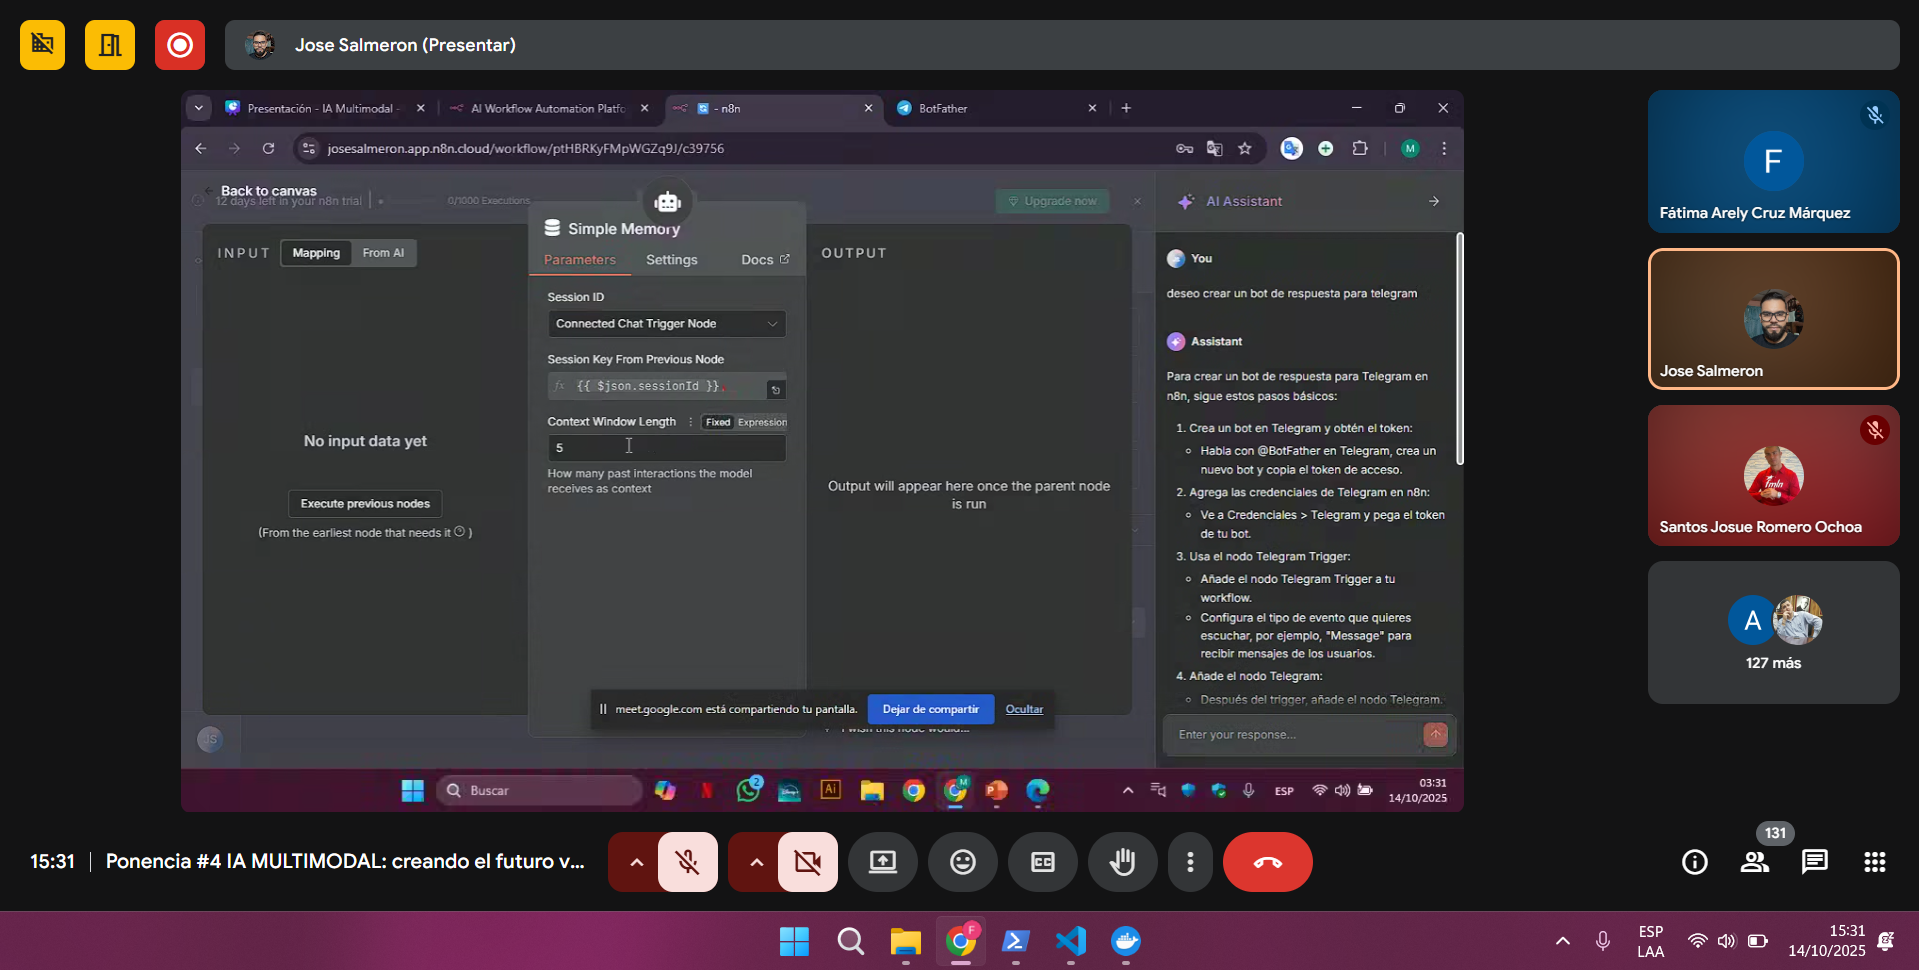 Jose Salmeron (Presentar)
Presentación - IA Multimodal -
AI Workflow Automation Platfo
- n8n
BotFather
josesalmeron.app.n8n.cloud/workflow/ptHBRKyFMpWGZq9J/c39756
M
Back to canvas
12 days left in your n8n trial
0/1000 Executions
Upgrade now
INPUT
Mapping
From AI
No input data yet
Execute previous nodes
(From the earliest node that needs it ? )
Simple Memory
Parameters
Settings
Docs
Session ID
Connected Chat Trigger Node
Session Key From Previous Node
fx {{ $json.sessionId }}
Context Window Length
Fixed
Expression
5
How many past interactions the model
receives as context
OUTPUT
Output will appear here once the parent node
is run
I wish this node would...
AI Assistant
You
deseo crear un bot de respuesta para telegram
Assistant
Para crear un bot de respuesta para Telegram en
n8n, sigue estos pasos básicos:
1. Crea un bot en Telegram y obtén el token:
Habla con @BotFather en Telegram, crea un
nuevo bot y copia el token de acceso.
2. Agrega las credenciales de Telegram en n8n:
Ve a Credenciales > Telegram y pega el token
de tu bot.
3. Usa el nodo Telegram Trigger:
Añade el nodo Telegram Trigger a tu
workflow.
Configura el tipo de evento que quieres
escuchar, por ejemplo, "Message" para
recibir mensajes de los usuarios.
4. Añade el nodo Telegram:
Después del trigger, añade el nodo Telegram.
Enter your response...
meet.google.com está compartiendo tu pantalla.
Dejar de compartir
Ocultar
JS
Buscar
2
Ai
M
ESP
03:31
14/10/2025
F
Fátima Arely Cruz Márquez
Jose Salmeron
Santos Josue Romero Ochoa
A
127 más
15:31
Ponencia #4 IA MULTIMODAL: creando el futuro v...
131
F
ESP
LAA
15:31
14/10/2025